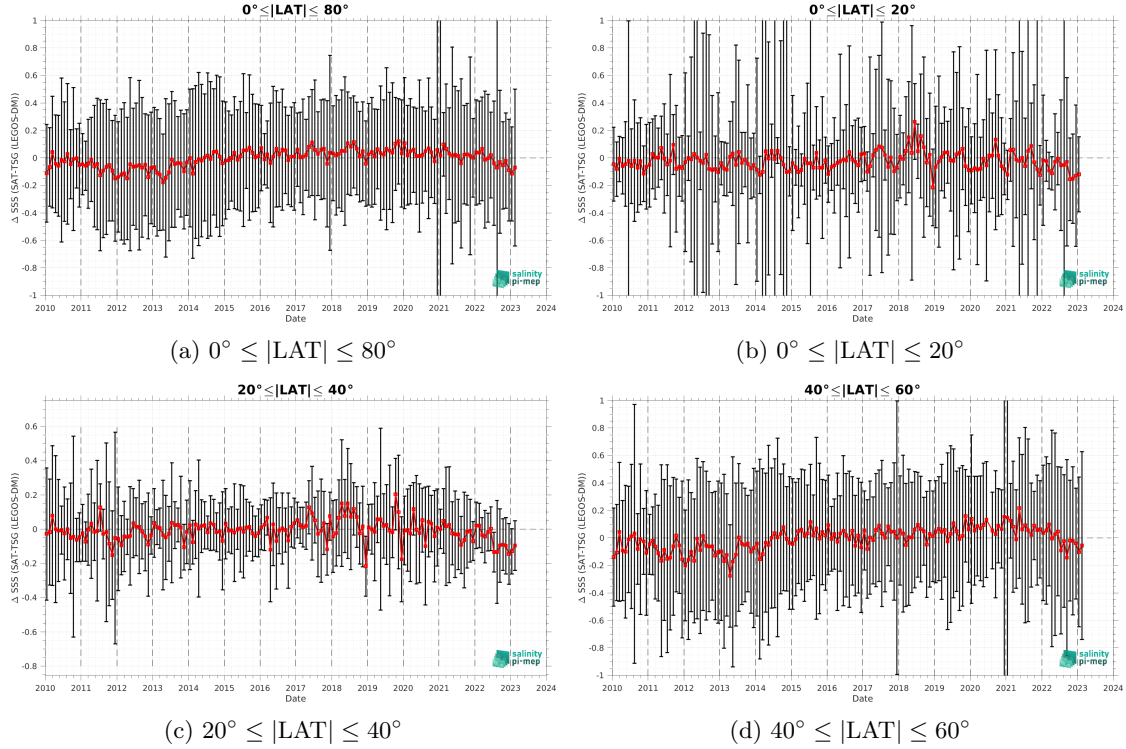 0°≤|LAT|≤ 80°
1
0.8
0.6
0.4
0.2
0
-0.2
-0.4
-0.6
-0.8
-1
Δ SSS (SAT-TSG (LEGOS-DM))
2010 2011 2012 2013 2014 2015 2016 2017 2018 2019 2020 2021 2022 2023 2024
Date
salinity
pi-mep
(a) 0° ≤ |LAT| ≤ 80°
0°≤|LAT|≤ 20°
1
0.8
0.6
0.4
0.2
0
-0.2
-0.4
-0.6
-0.8
-1
Δ SSS (SAT-TSG (LEGOS-DM))
2010 2011 2012 2013 2014 2015 2016 2017 2018 2019 2020 2021 2022 2023 2024
Date
salinity
pi-mep
(b) 0° ≤ |LAT| ≤ 20°
20°≤|LAT|≤ 40°
0.6
0.4
0.2
0
-0.2
-0.4
-0.6
-0.8
Δ SSS (SAT-TSG (LEGOS-DM))
2010 2011 2012 2013 2014 2015 2016 2017 2018 2019 2020 2021 2022 2023 2024
Date
salinity
pi-mep
(c) 20° ≤ |LAT| ≤ 40°
40°≤|LAT|≤ 60°
1
0.8
0.6
0.4
0.2
0
-0.2
-0.4
-0.6
-0.8
-1
Δ SSS (SAT-TSG (LEGOS-DM))
2010 2011 2012 2013 2014 2015 2016 2017 2018 2019 2020 2021 2022 2023 2024
Date
salinity
pi-mep
(d) 40° ≤ |LAT| ≤ 60°